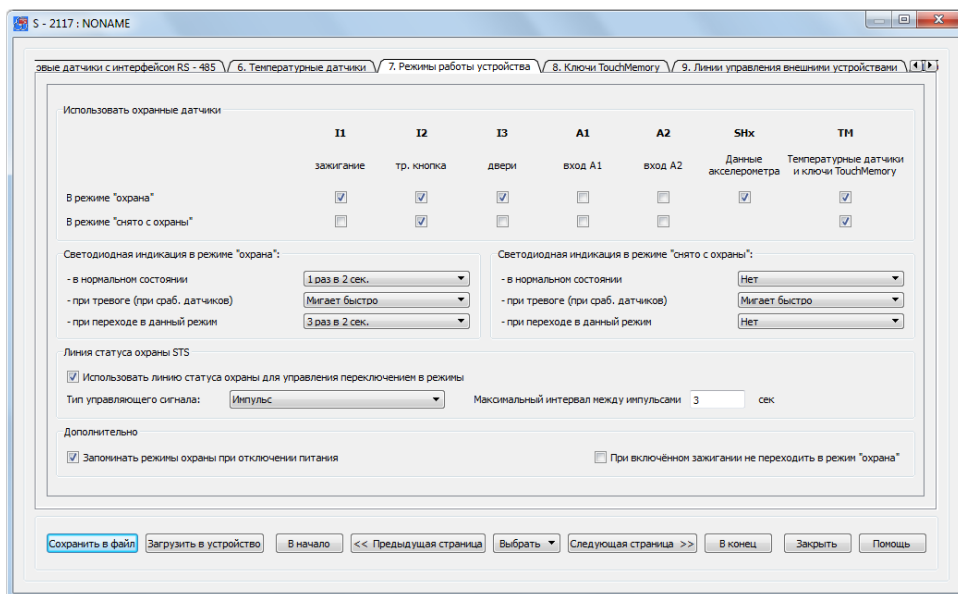 S - 2117 : NONAME
овые датчики с интерфейсом RS - 485 6. Температурные датчики 7. Режимы работы устройства 8. Ключи TouchMemory 9. Линии управления внешними устройствами
Использовать охранные датчики
I1 I2 I3 A1 A2 SHx TM
зажигание тр. кнопка двери вход A1 вход A2 Данные акселерометра Температурные датчики и ключи TouchMemory
В режиме "охрана"
В режиме "снято с охраны"
Светодиодная индикация в режиме "охрана": Светодиодная индикация в режиме "снято с охраны":
- в нормальном состоянии 1 раз в 2 сек. - в нормальном состоянии Нет
- при тревоге (при сраб. датчиков) Мигает быстро - при тревоге (при сраб. датчиков) Мигает быстро
- при переходе в данный режим 3 раз в 2 сек. - при переходе в данный режим Нет
Линия статуса охраны STS
Использовать линию статуса охраны для управления переключением в режимы
Тип управляющего сигнала: Импульс Максимальный интервал между импульсами 3 сек
Дополнительно
Запоминать режимы охраны при отключении питания При включённом зажигании не переходить в режим "охрана"
Сохранить в файл Загрузить в устройство В начало << Предыдущая страница Выбрать Следующая страница >> В конец Закрыть Помощь